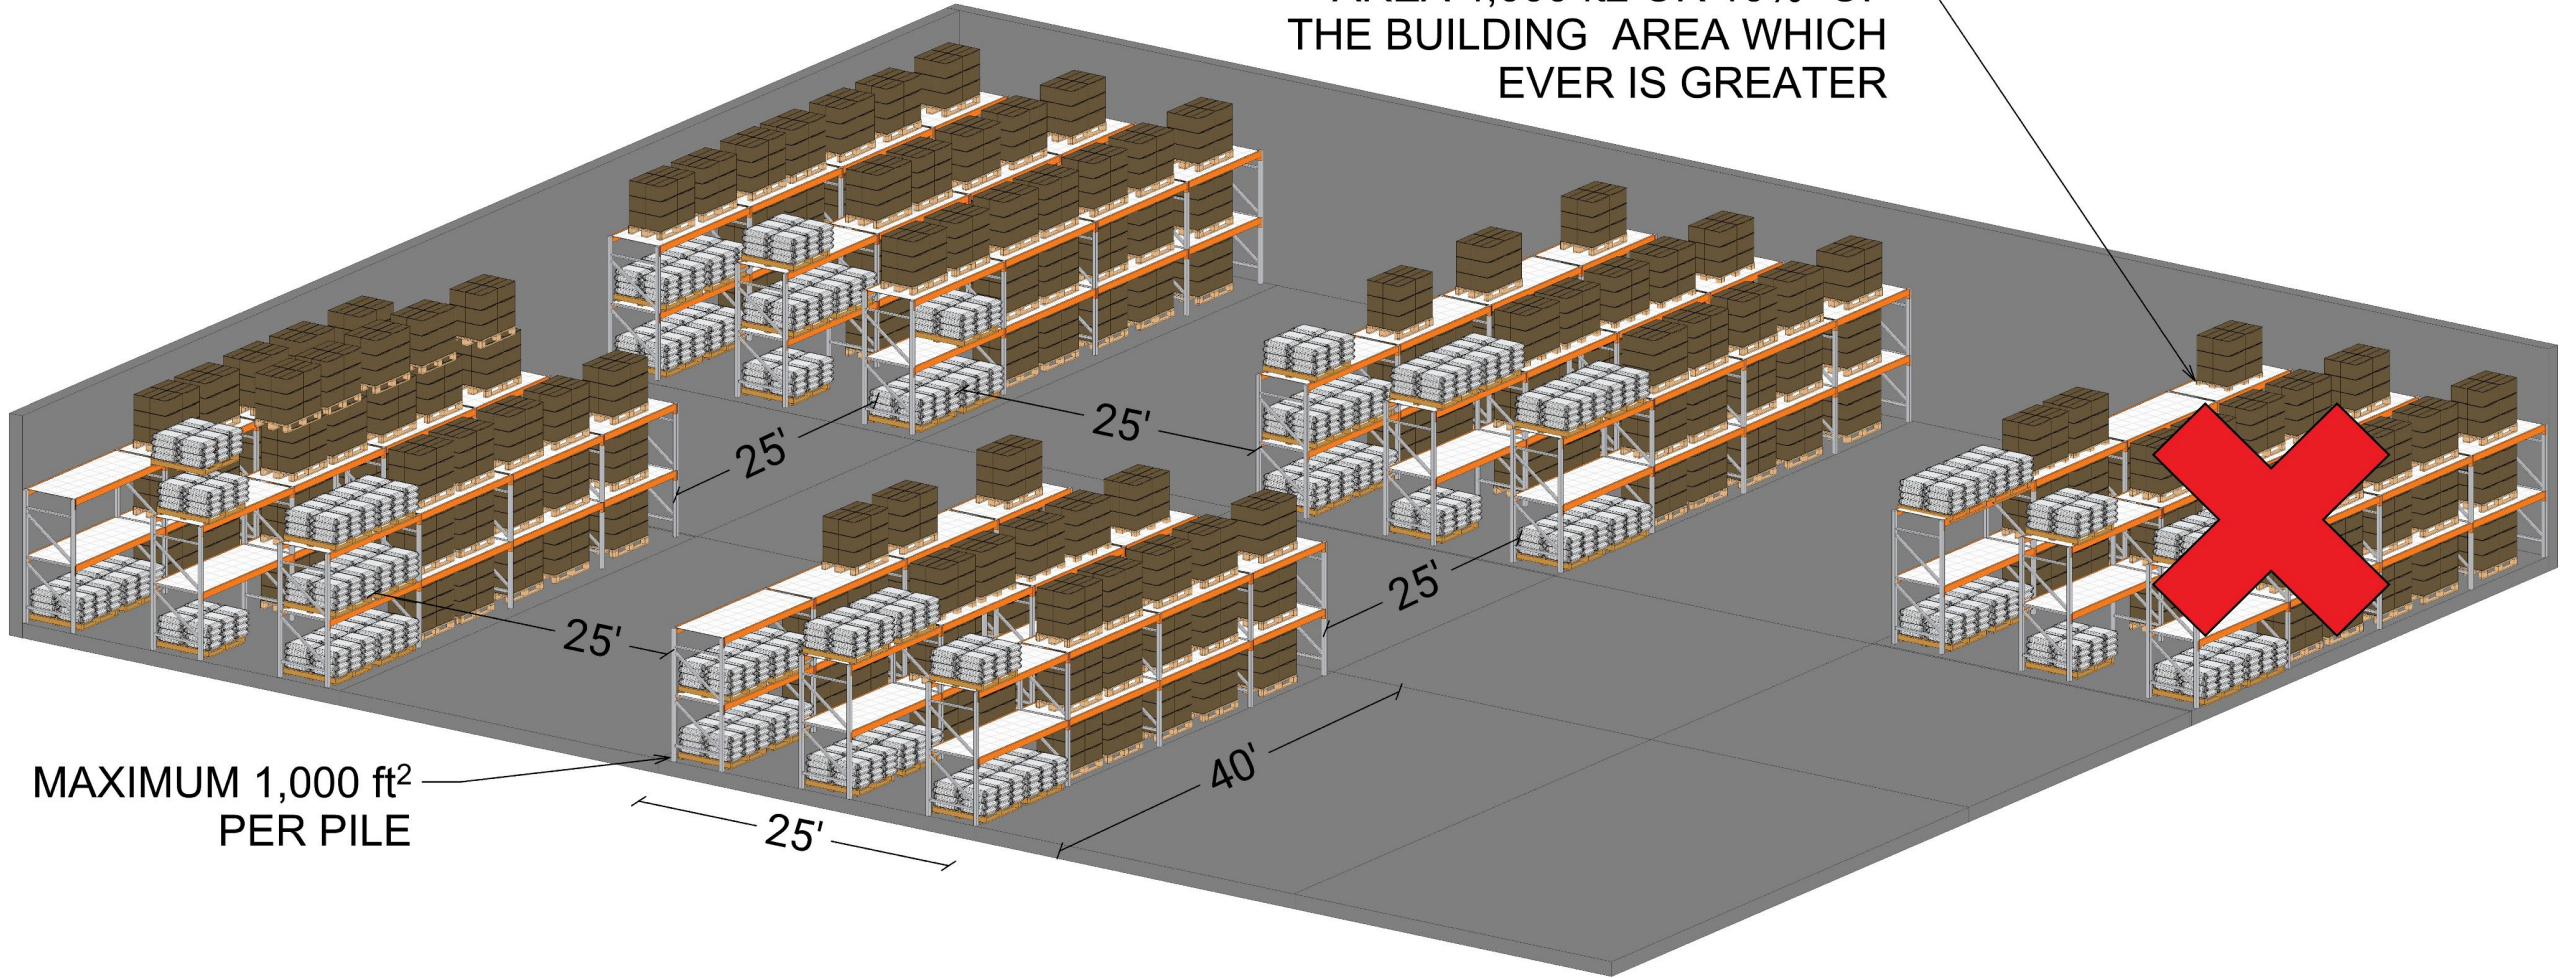 THE BUILDING AREA WHICH
EVER IS GREATER
25'
25'
25'
25'
MAXIMUM 1,000 ft²
PER PILE
25'
40'